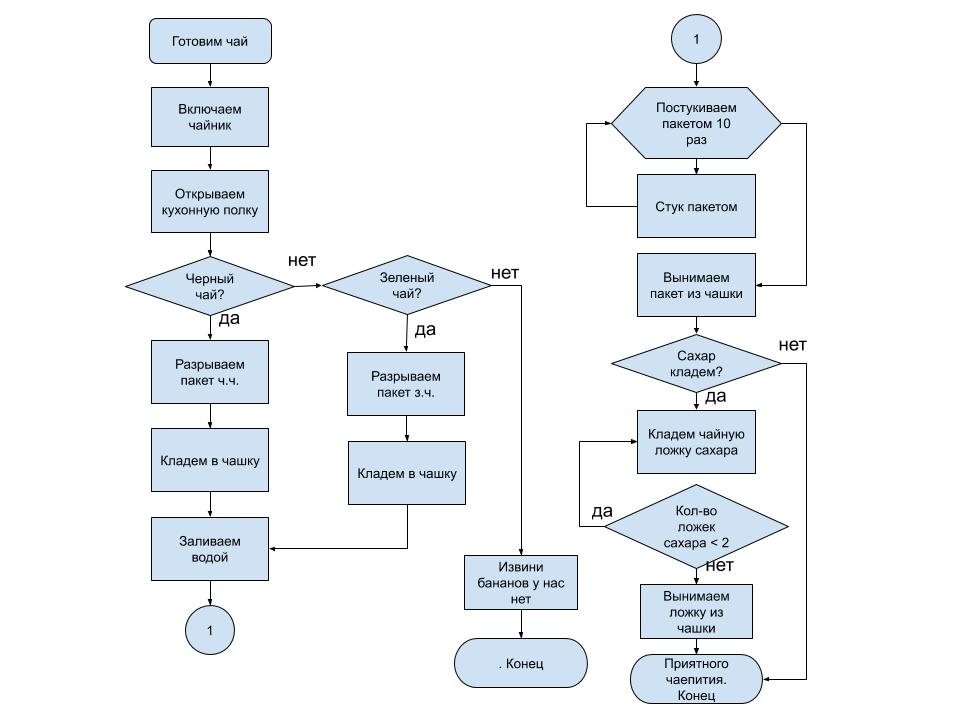 Готовим чай
Включаем
чайник
Открываем
кухонную полку
Черный
чай?
нет
да
Зеленый
чай?
нет
да
Разрываем
пакет ч.ч.
Кладем в чашку
Заливаем
водой
1
Разрываем
пакет з.ч.
Кладем в чашку
Извини
бананов у нас
нет
. Конец
1
Постукиваем
пакетом 10
раз
Стук пакетом
Вынимаем
пакет из чашки
Сахар
кладем?
нет
да
Кладем чайную
ложку сахара
Кол-во
ложек
сахара < 2
да
нет
Вынимаем
ложку из
чашки
Приятного
чаепития.
Конец